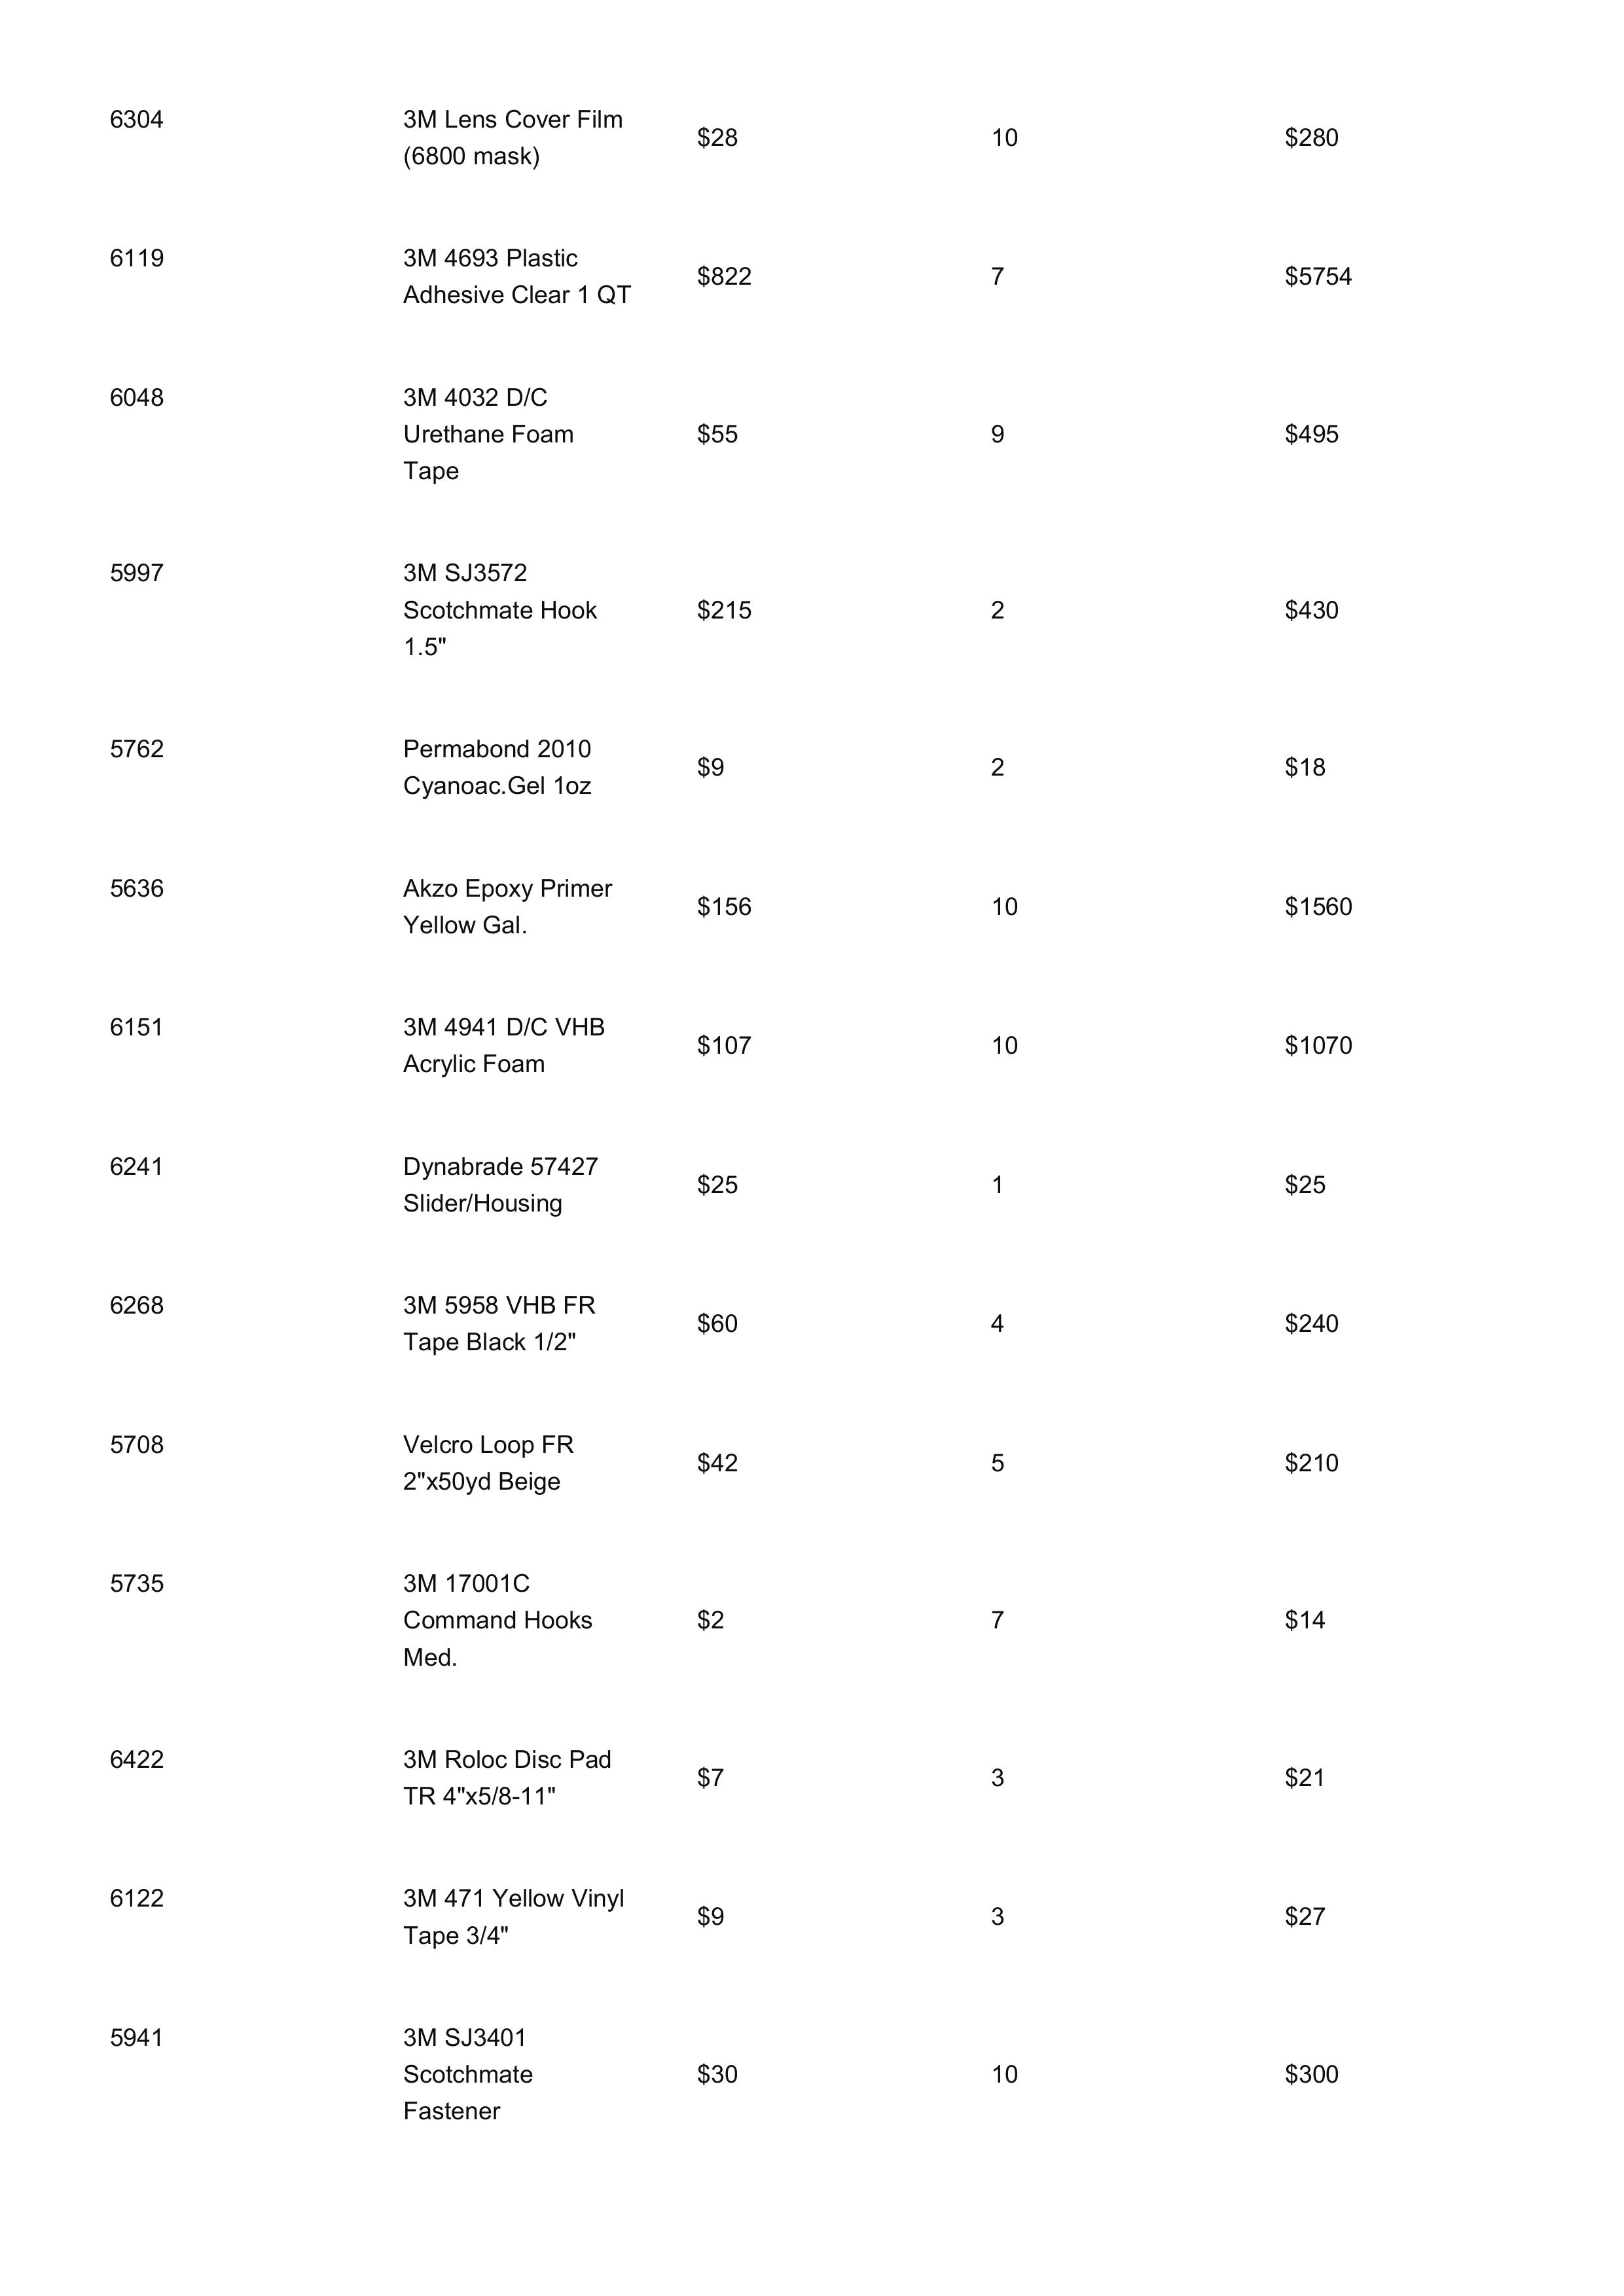 6304
3M Lens Cover Film
(6800 mask)
$28
10
$280
6119
3M 4693 Plastic
Adhesive Clear 1 QT
$822
7
$5754
6048
3M 4032 D/C
Urethane Foam
Tape
$55
9
$495
5997
3M SJ3572
Scotchmate Hook
1.5"
$215
2
$430
5762
Permabond 2010
Cyanoac.Gel 1oz
$9
2
$18
5636
Akzo Epoxy Primer
Yellow Gal.
$156
10
$1560
6151
3M 4941 D/C VHB
Acrylic Foam
$107
10
$1070
6241
Dynabrade 57427
Slider/Housing
$25
1
$25
6268
3M 5958 VHB FR
Tape Black 1/2"
$60
4
$240
5708
Velcro Loop FR
2"x50yd Beige
$42
5
$210
5735
3M 17001C
Command Hooks
Med.
$2
7
$14
6422
3M Roloc Disc Pad
TR 4"x5/8-11"
$7
3
$21
6122
3M 471 Yellow Vinyl
Tape 3/4"
$9
3
$27
5941
3M SJ3401
Scotchmate
Fastener
$30
10
$300